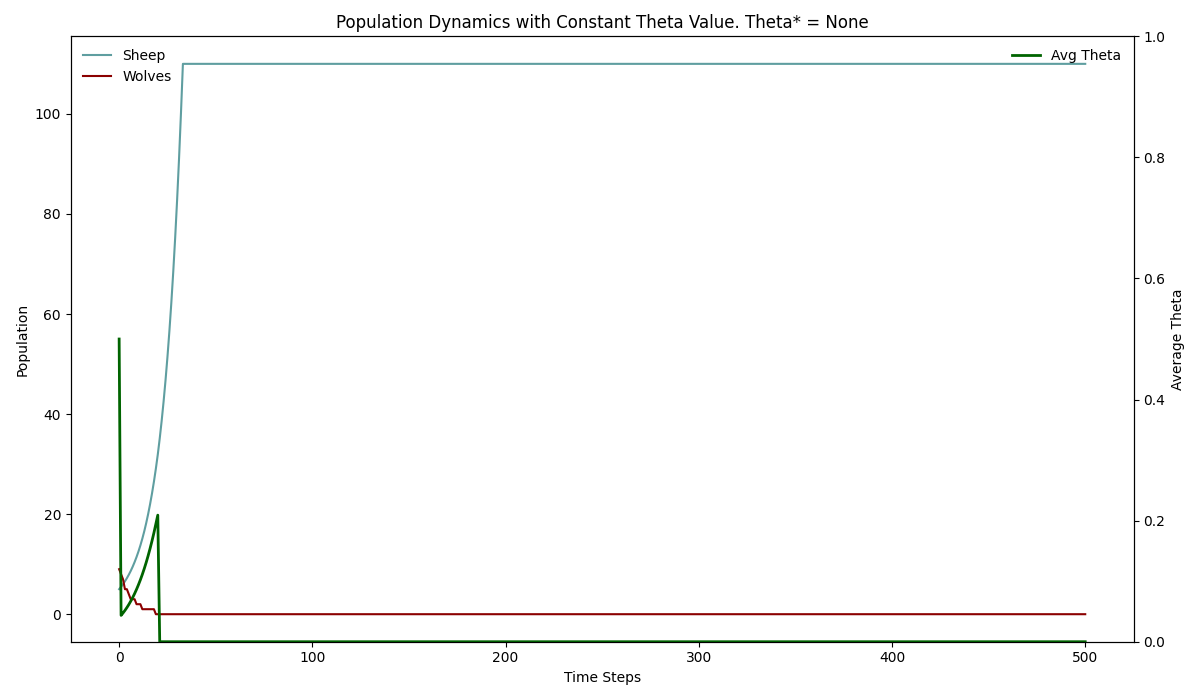 Population Dynamics with Constant Theta Value. Theta* = None
Sheep
Wolves
Avg Theta
Population
100
80
60
40
20
0
1.0
0.8
0.6
0.4
0.2
0.0
Average Theta
0 100 200 300 400 500
Time Steps